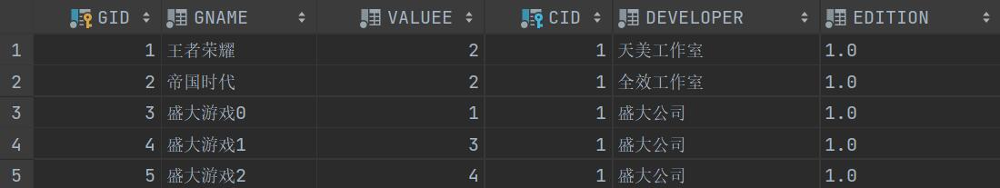 GID GNAME VALUEE CID DEVELOPER EDITION
1 1 王者荣耀 2 1 天美工作室 1.0
2 2 帝国时代 2 1 全效工作室 1.0
3 3 盛大游戏0 1 1 盛大公司 1.0
4 4 盛大游戏1 3 1 盛大公司 1.0
5 5 盛大游戏2 4 1 盛大公司 1.0